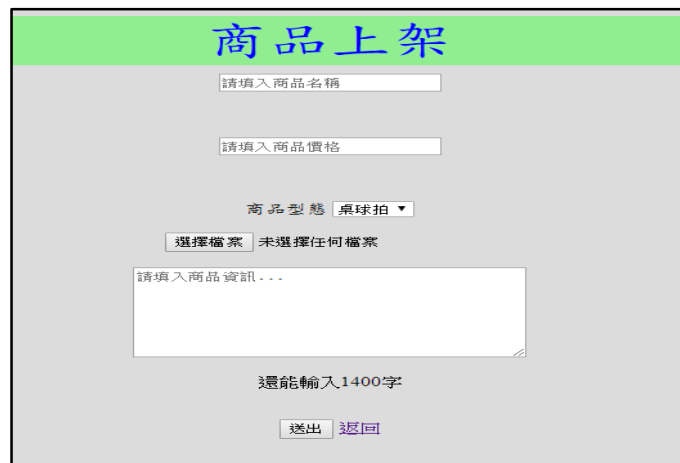 商品上架
請填入商品名稱
請填入商品價格
商品型態 桌球拍 ▼
選擇檔案 未選擇任何檔案
請填入商品資訊...
還能輸入1400字
送出 返回